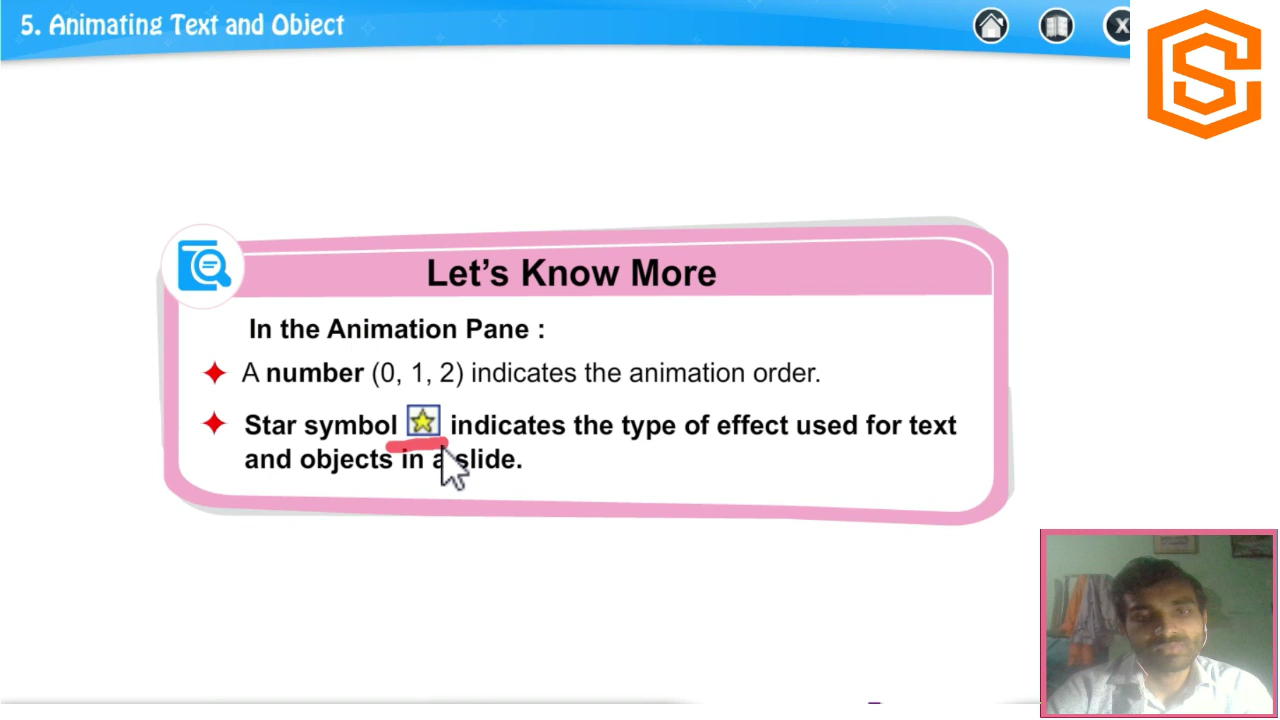 5. Animating Text and Object
X
Let's Know More
In the Animation Pane :
A number (0, 1, 2) indicates the animation order.
Star symbol indicates the type of effect used for text
and objects in a slide.